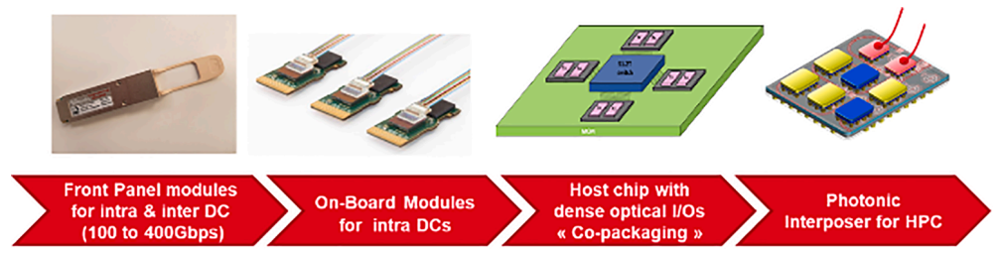 Front Panel modules
for intra & inter DC
(100 to 400Gbps)
On-Board Modules
for intra DCs
Host chip with
dense optical I/Os
« Co-packaging »
Photonic
Interposer for HPC